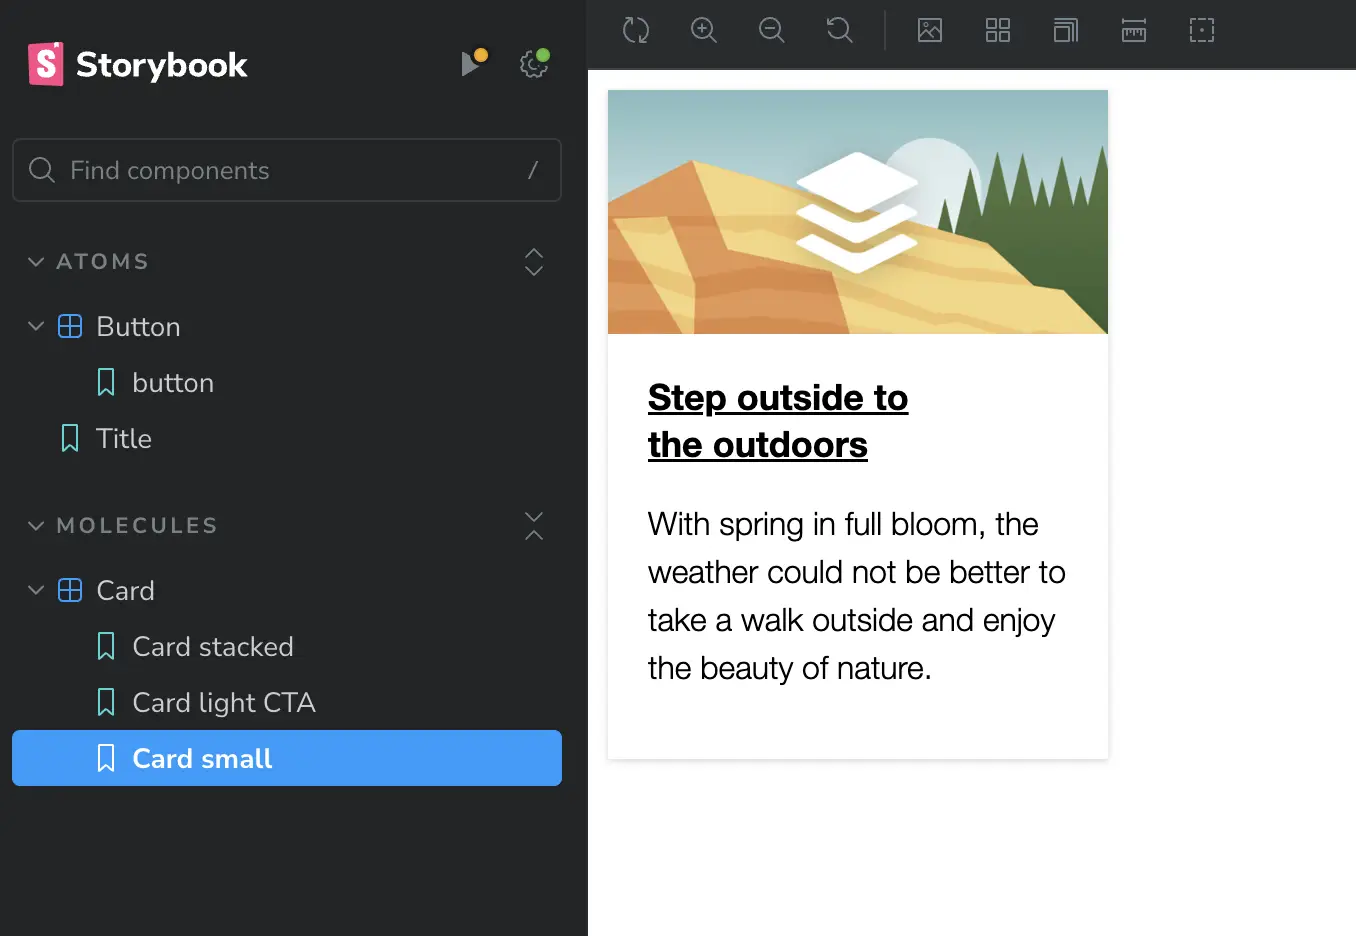 Storybook
Find components /
ATOMS
Button
button
Title
MOLECULES
Card
Card stacked
Card light CTA
Card small
Step outside to
the outdoors
With spring in full bloom, the
weather could not be better to
take a walk outside and enjoy
the beauty of nature.